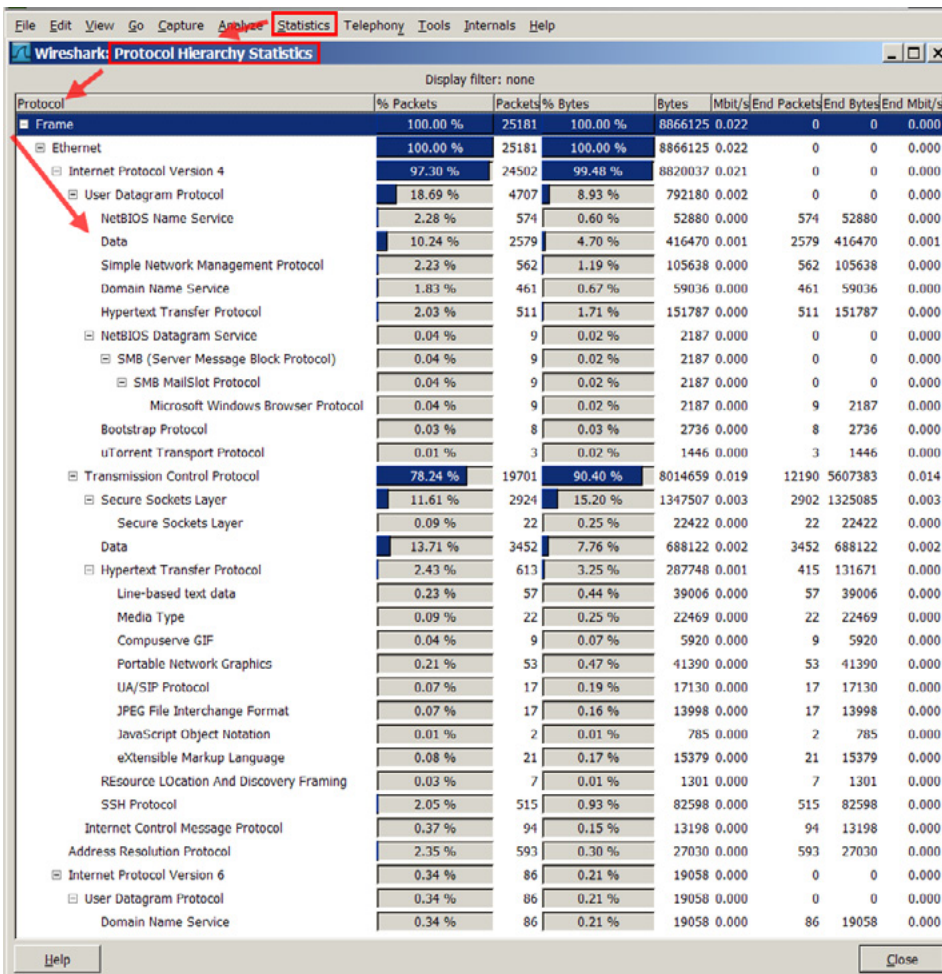 File Edit View Go Capture Analyze Statistics Telephony Tools Internals Help
Wireshark: Protocol Hierarchy Statistics
Display filter: none
Protocol % Packets Packets % Bytes Bytes Mbit/s End Packets End Bytes End Mbit/s
Frame 100.00 % 25181 100.00 % 8866125 0.022 0 0 0.000
Ethernet 100.00 % 25181 100.00 % 8866125 0.022 0 0 0.000
Internet Protocol Version 4 97.30 % 24502 99.48 % 8820037 0.021 0 0 0.000
User Datagram Protocol 18.69 % 4707 8.93 % 792180 0.002 0 0 0.000
NetBIOS Name Service 2.28 % 574 0.60 % 52880 0.000 574 52880 0.000
Data 10.24 % 2579 4.70 % 416470 0.001 2579 416470 0.001
Simple Network Management Protocol 2.23 % 562 1.19 % 105638 0.000 562 105638 0.000
Domain Name Service 1.83 % 461 0.67 % 59036 0.000 461 59036 0.000
Hypertext Transfer Protocol 2.03 % 511 1.71 % 151787 0.000 511 151787 0.000
NetBIOS Datagram Service 0.04 % 9 0.02 % 2187 0.000 0 0 0.000
SMB (Server Message Block Protocol) 0.04 % 9 0.02 % 2187 0.000 0 0 0.000
SMB MailSlot Protocol 0.04 % 9 0.02 % 2187 0.000 0 0 0.000
Microsoft Windows Browser Protocol 0.04 % 9 0.02 % 2187 0.000 9 2187 0.000
Bootstrap Protocol 0.03 % 8 0.03 % 2736 0.000 8 2736 0.000
uTorrent Transport Protocol 0.01 % 3 0.02 % 1446 0.000 3 1446 0.000
Transmission Control Protocol 78.24 % 19701 90.40 % 8014659 0.019 12190 5607383 0.014
Secure Sockets Layer 11.61 % 2924 15.20 % 1347507 0.003 2902 1325085 0.003
Secure Sockets Layer 0.09 % 22 0.25 % 22422 0.000 22 22422 0.000
Data 13.71 % 3452 7.76 % 688122 0.002 3452 688122 0.002
Hypertext Transfer Protocol 2.43 % 613 3.25 % 287748 0.001 415 131671 0.000
Line-based text data 0.23 % 57 0.44 % 39006 0.000 57 39006 0.000
Media Type 0.09 % 22 0.25 % 22469 0.000 22 22469 0.000
Compuserve GIF 0.04 % 9 0.07 % 5920 0.000 9 5920 0.000
Portable Network Graphics 0.21 % 53 0.47 % 41390 0.000 53 41390 0.000
UA/SIP Protocol 0.07 % 17 0.19 % 17130 0.000 17 17130 0.000
JPEG File Interchange Format 0.07 % 17 0.16 % 13998 0.000 17 13998 0.000
JavaScript Object Notation 0.01 % 2 0.01 % 785 0.000 2 785 0.000
eXtensible Markup Language 0.08 % 21 0.17 % 15379 0.000 21 15379 0.000
REsource LOcation And Discovery Framing 0.03 % 7 0.01 % 1301 0.000 7 1301 0.000
SSH Protocol 2.05 % 515 0.93 % 82598 0.000 515 82598 0.000
Internet Control Message Protocol 0.37 % 94 0.15 % 13198 0.000 94 13198 0.000
Address Resolution Protocol 2.35 % 593 0.30 % 27030 0.000 593 27030 0.000
Internet Protocol Version 6 0.34 % 86 0.21 % 19058 0.000 0 0 0.000
User Datagram Protocol 0.34 % 86 0.21 % 19058 0.000 0 0 0.000
Domain Name Service 0.34 % 86 0.21 % 19058 0.000 86 19058 0.000
Help Close